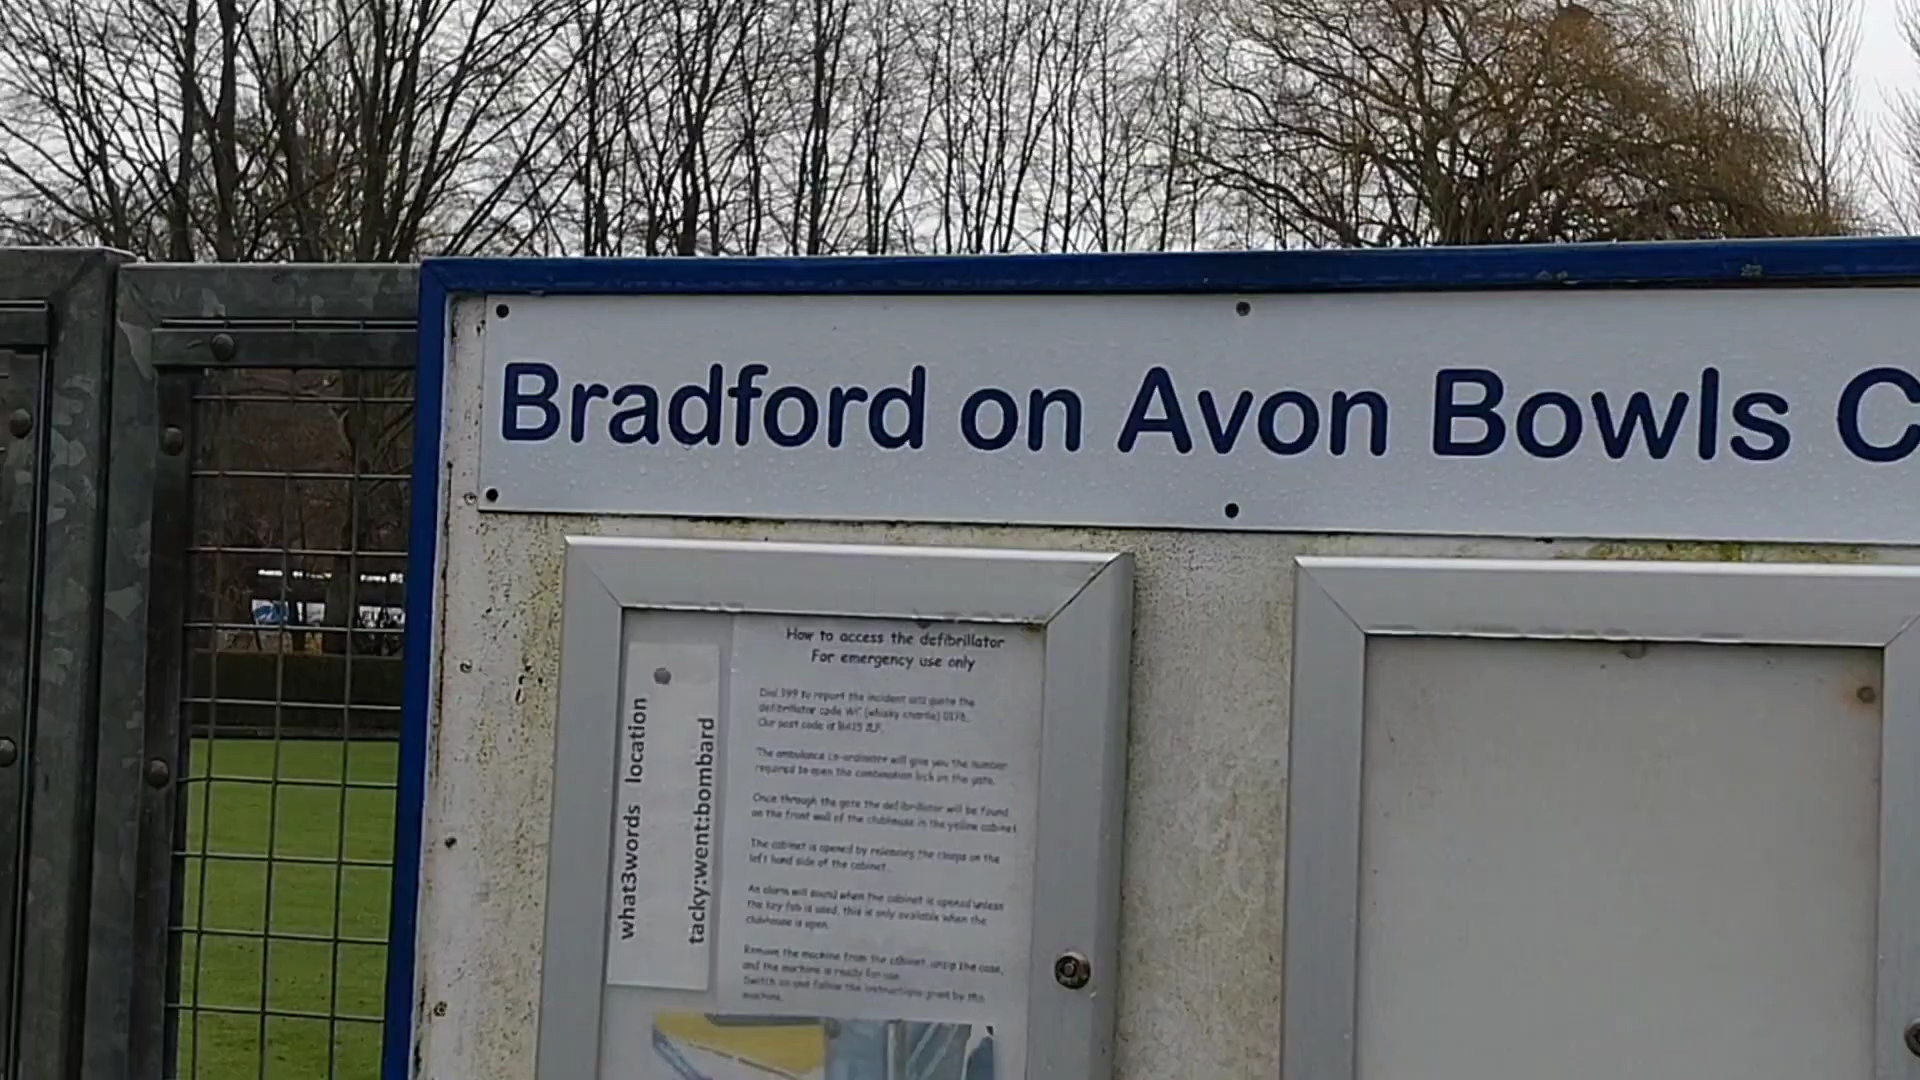 Bradford on Avon Bowls C
what3words location
tacky:went:bombard
How to access the defibrillator
For emergency use only
Dial 999 to report the incident and quote the
defibrillator code WC (whisky charlie) 0178.
Our post code is BA15
The ambulance co-ordinator will give you the number
required to open the combination lock on the gate.
Once through the gate the defibrillator will be found
on the front wall of the clubhouse in the yellow cabinet
The cabinet is opened by releasing the clasps on the
left hand side of the cabinet.
An alarm will sound when the cabinet is opened unless
the key fob is used, this is only available when the
clubhouse is open.
Remove the machine from the cabinet, unzip the case,
and the machine is ready for use.
Switch on and follow the instructions given by the
machine.